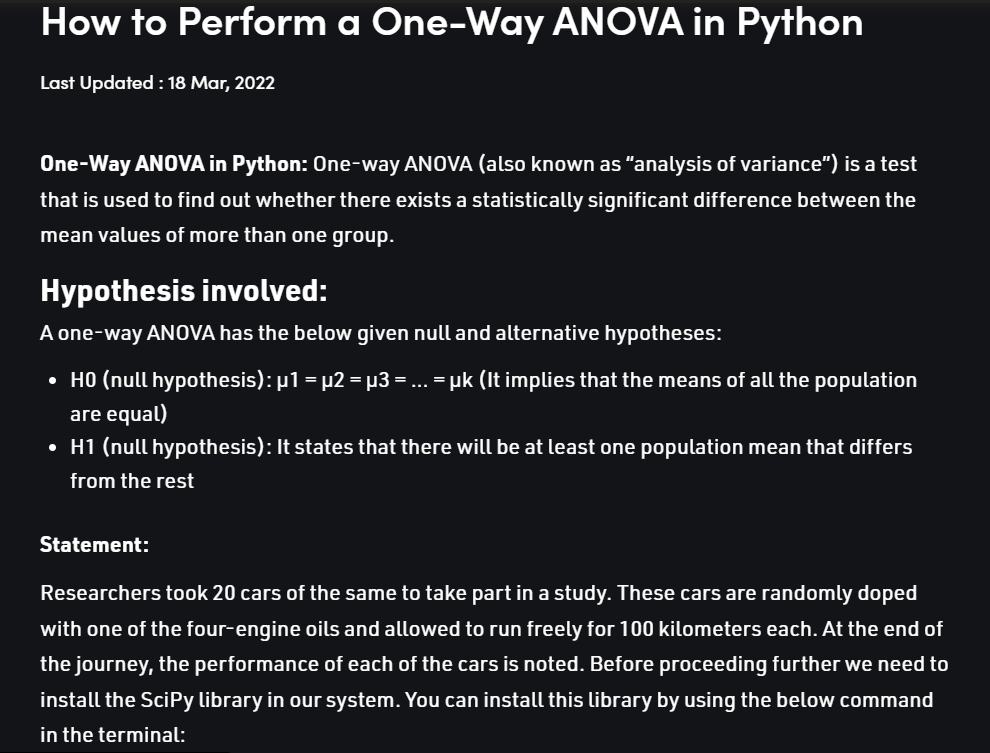 How to Perform a One-Way ANOVA in Python
Last Updated : 18 Mar, 2022
One-Way ANOVA in Python: One-way ANOVA (also known as “analysis of variance”) is a test
that is used to find out whether there exists a statistically significant difference between the
mean values of more than one group.
Hypothesis involved:
A one-way ANOVA has the below given null and alternative hypotheses:
• H0 (null hypothesis): μ1 = μ2 = μ3 = … = μk (It implies that the means of all the population
are equal)
• H1 (null hypothesis): It states that there will be at least one population mean that differs
from the rest
Statement:
Researchers took 20 cars of the same to take part in a study. These cars are randomly doped
with one of the four-engine oils and allowed to run freely for 100 kilometers each. At the end of
the journey, the performance of each of the cars is noted. Before proceeding further we need to
install the SciPy library in our system. You can install this library by using the below command
in the terminal: